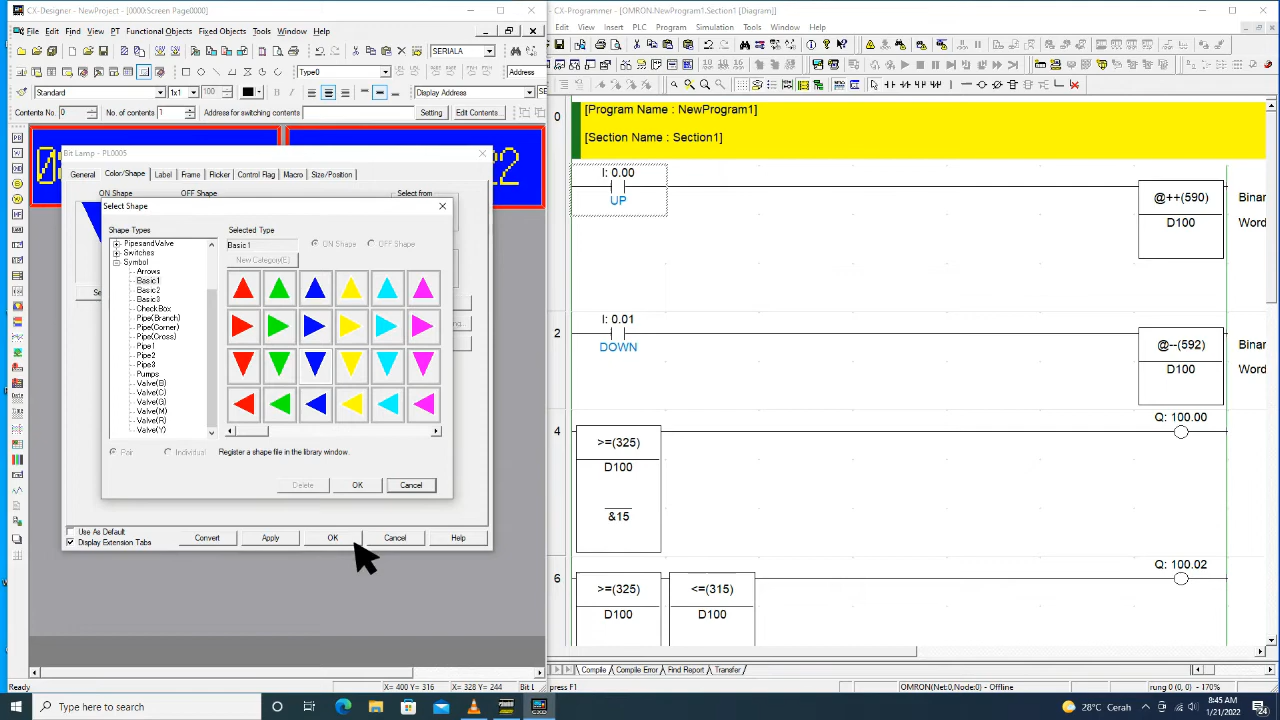 CX-Designer - NewProject - [0000:Screen Page0000]
File Edit View PT Functional Objects Fixed Objects Tools Window Help
SERIALA
Type0 Address
Standard 1x1 100 Display Address
Contents No. 0 No. of contents 1 Address for switching contents Setting Edit Contents...
22
Bit Lamp - PL0005
General Color/Shape Label Frame Flicker Control Flag Macro Size/Position
ON Shape OFF Shape Select from
Select Shape
Shape Types Selected Type
PipesandValve
Switches
Symbol
Arrows
Basic1
Basic2
Basic3
CheckBox
Pipe(Branch)
Pipe(Corner)
Pipe(Cross)
Pipe1
Pipe2
Pipe3
Pumps
Valve(B)
Valve(C)
Valve(G)
Valve(M)
Valve(R)
Valve(Y)
Basic1 ON Shape OFF Shape
New Category(E)
Pair Individual Register a shape file in the library window.
Delete OK Cancel
Use As Default
Display Extension Tabs
Convert Apply OK Cancel Help
Ready X= 400 Y= 316 X= 328 Y= 244 Bit l
CX-Programmer - [OMRON.NewProgram1.Section1 [Diagram]]
Edit View Insert PLC Program Simulation Tools Window Help
0
[Program Name : NewProgram1]
[Section Name : Section1]
I: 0.00
UP
@++(590)
D100
Binar
Word
2
I: 0.01
DOWN
@--(592)
D100
Binar
Word
4
>=(325)
D100
&15
Q: 100.00
6
>=(325)
D100
<=(315)
D100
Q: 100.02
Compile Compile Error Find Report Transfer
press F1 OMRON(Net:0,Node:0) - Offline rung 0 (0, 0) - 170%
Type here to search
28°C Cerah
8:45 AM
1/21/2022
24